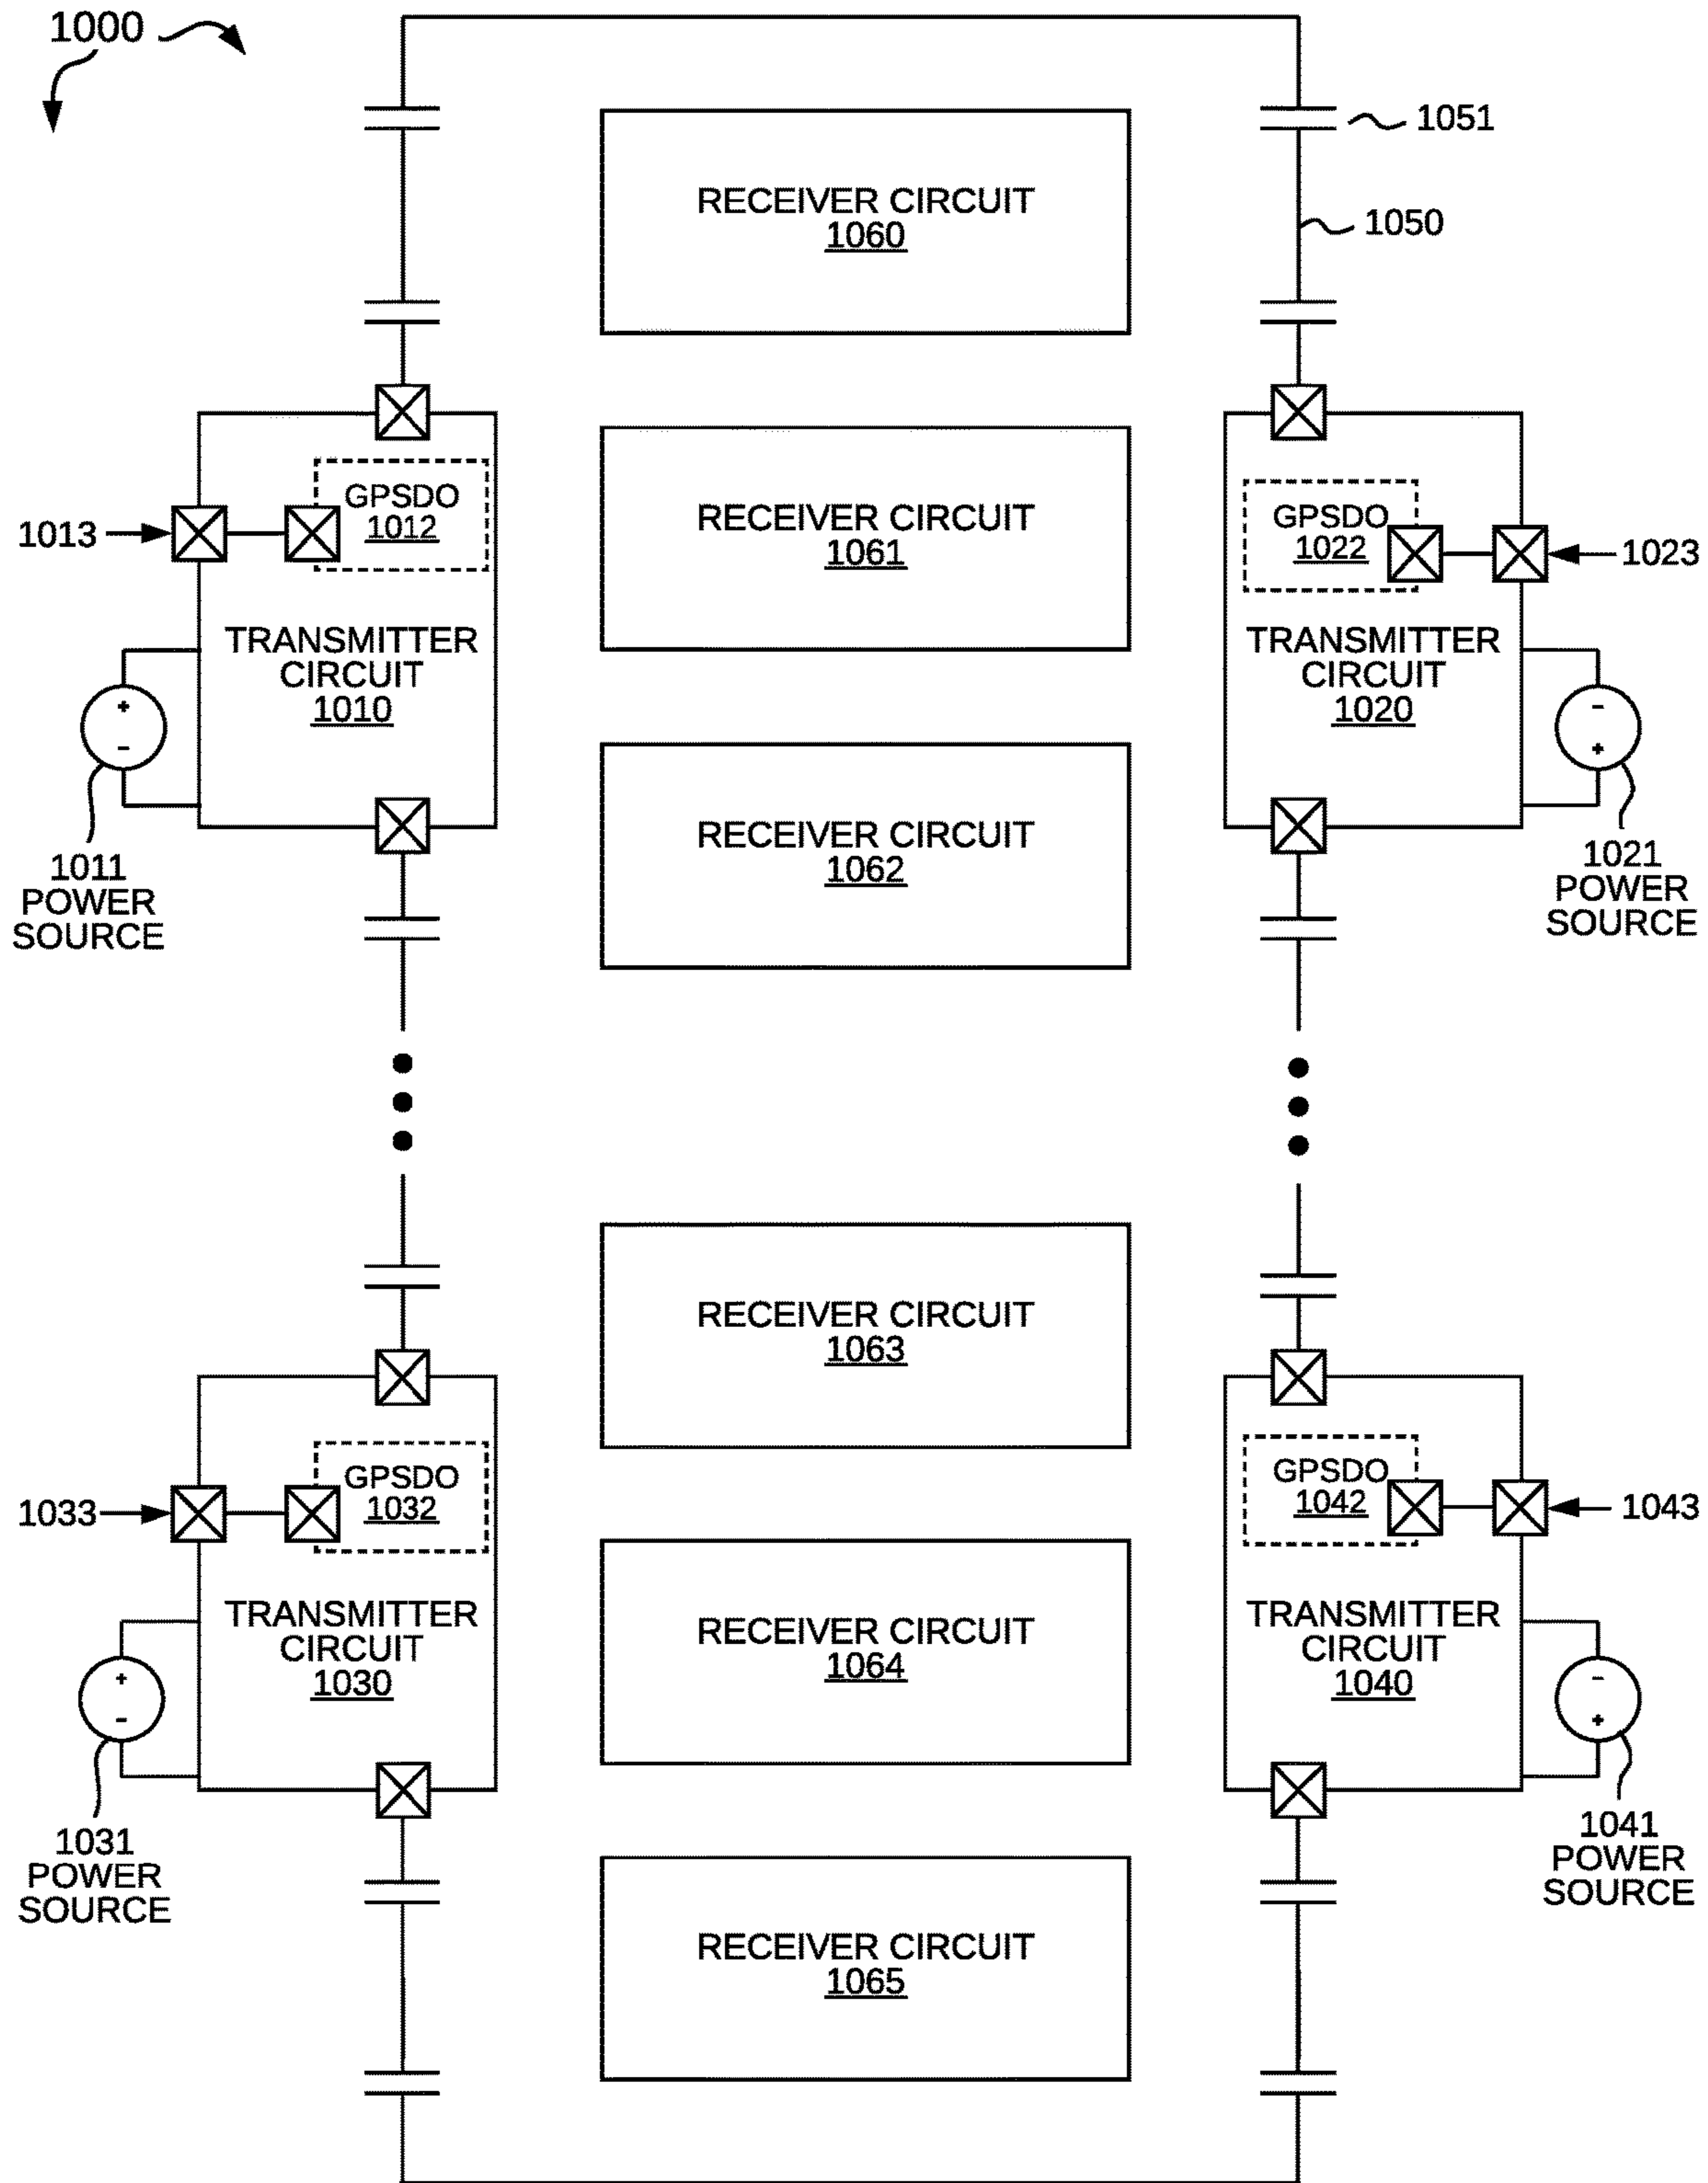 1000
1051
RECEIVER CIRCUIT
1060
1050
GPSDO
1012
1013
RECEIVER CIRCUIT
1061
GPSDO
1022
1023
TRANSMITTER
CIRCUIT
1010
TRANSMITTER
CIRCUIT
1020
+
-
-
+
RECEIVER CIRCUIT
1062
1011
POWER
SOURCE
1021
POWER
SOURCE
RECEIVER CIRCUIT
1063
GPSDO
1032
1033
GPSDO
1042
1043
TRANSMITTER
CIRCUIT
1030
RECEIVER CIRCUIT
1064
TRANSMITTER
CIRCUIT
1040
+
-
-
+
1031
POWER
SOURCE
1041
POWER
SOURCE
RECEIVER CIRCUIT
1065